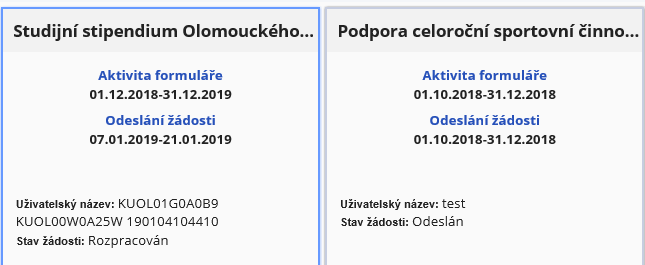 Studijní stipendium Olomouckého...
Aktivita formuláře
01.12.2018-31.12.2019
Odeslání žádosti
07.01.2019-21.01.2019
Uživatelský název: KUOL01G0A0B9
KUOL00W0A25W 190104104410
Stav žádosti: Rozpracován
Podpora celoroční sportovní činno...
Aktivita formuláře
01.10.2018-31.12.2018
Odeslání žádosti
01.10.2018-31.12.2018
Uživatelský název: test
Stav žádosti: Odeslán